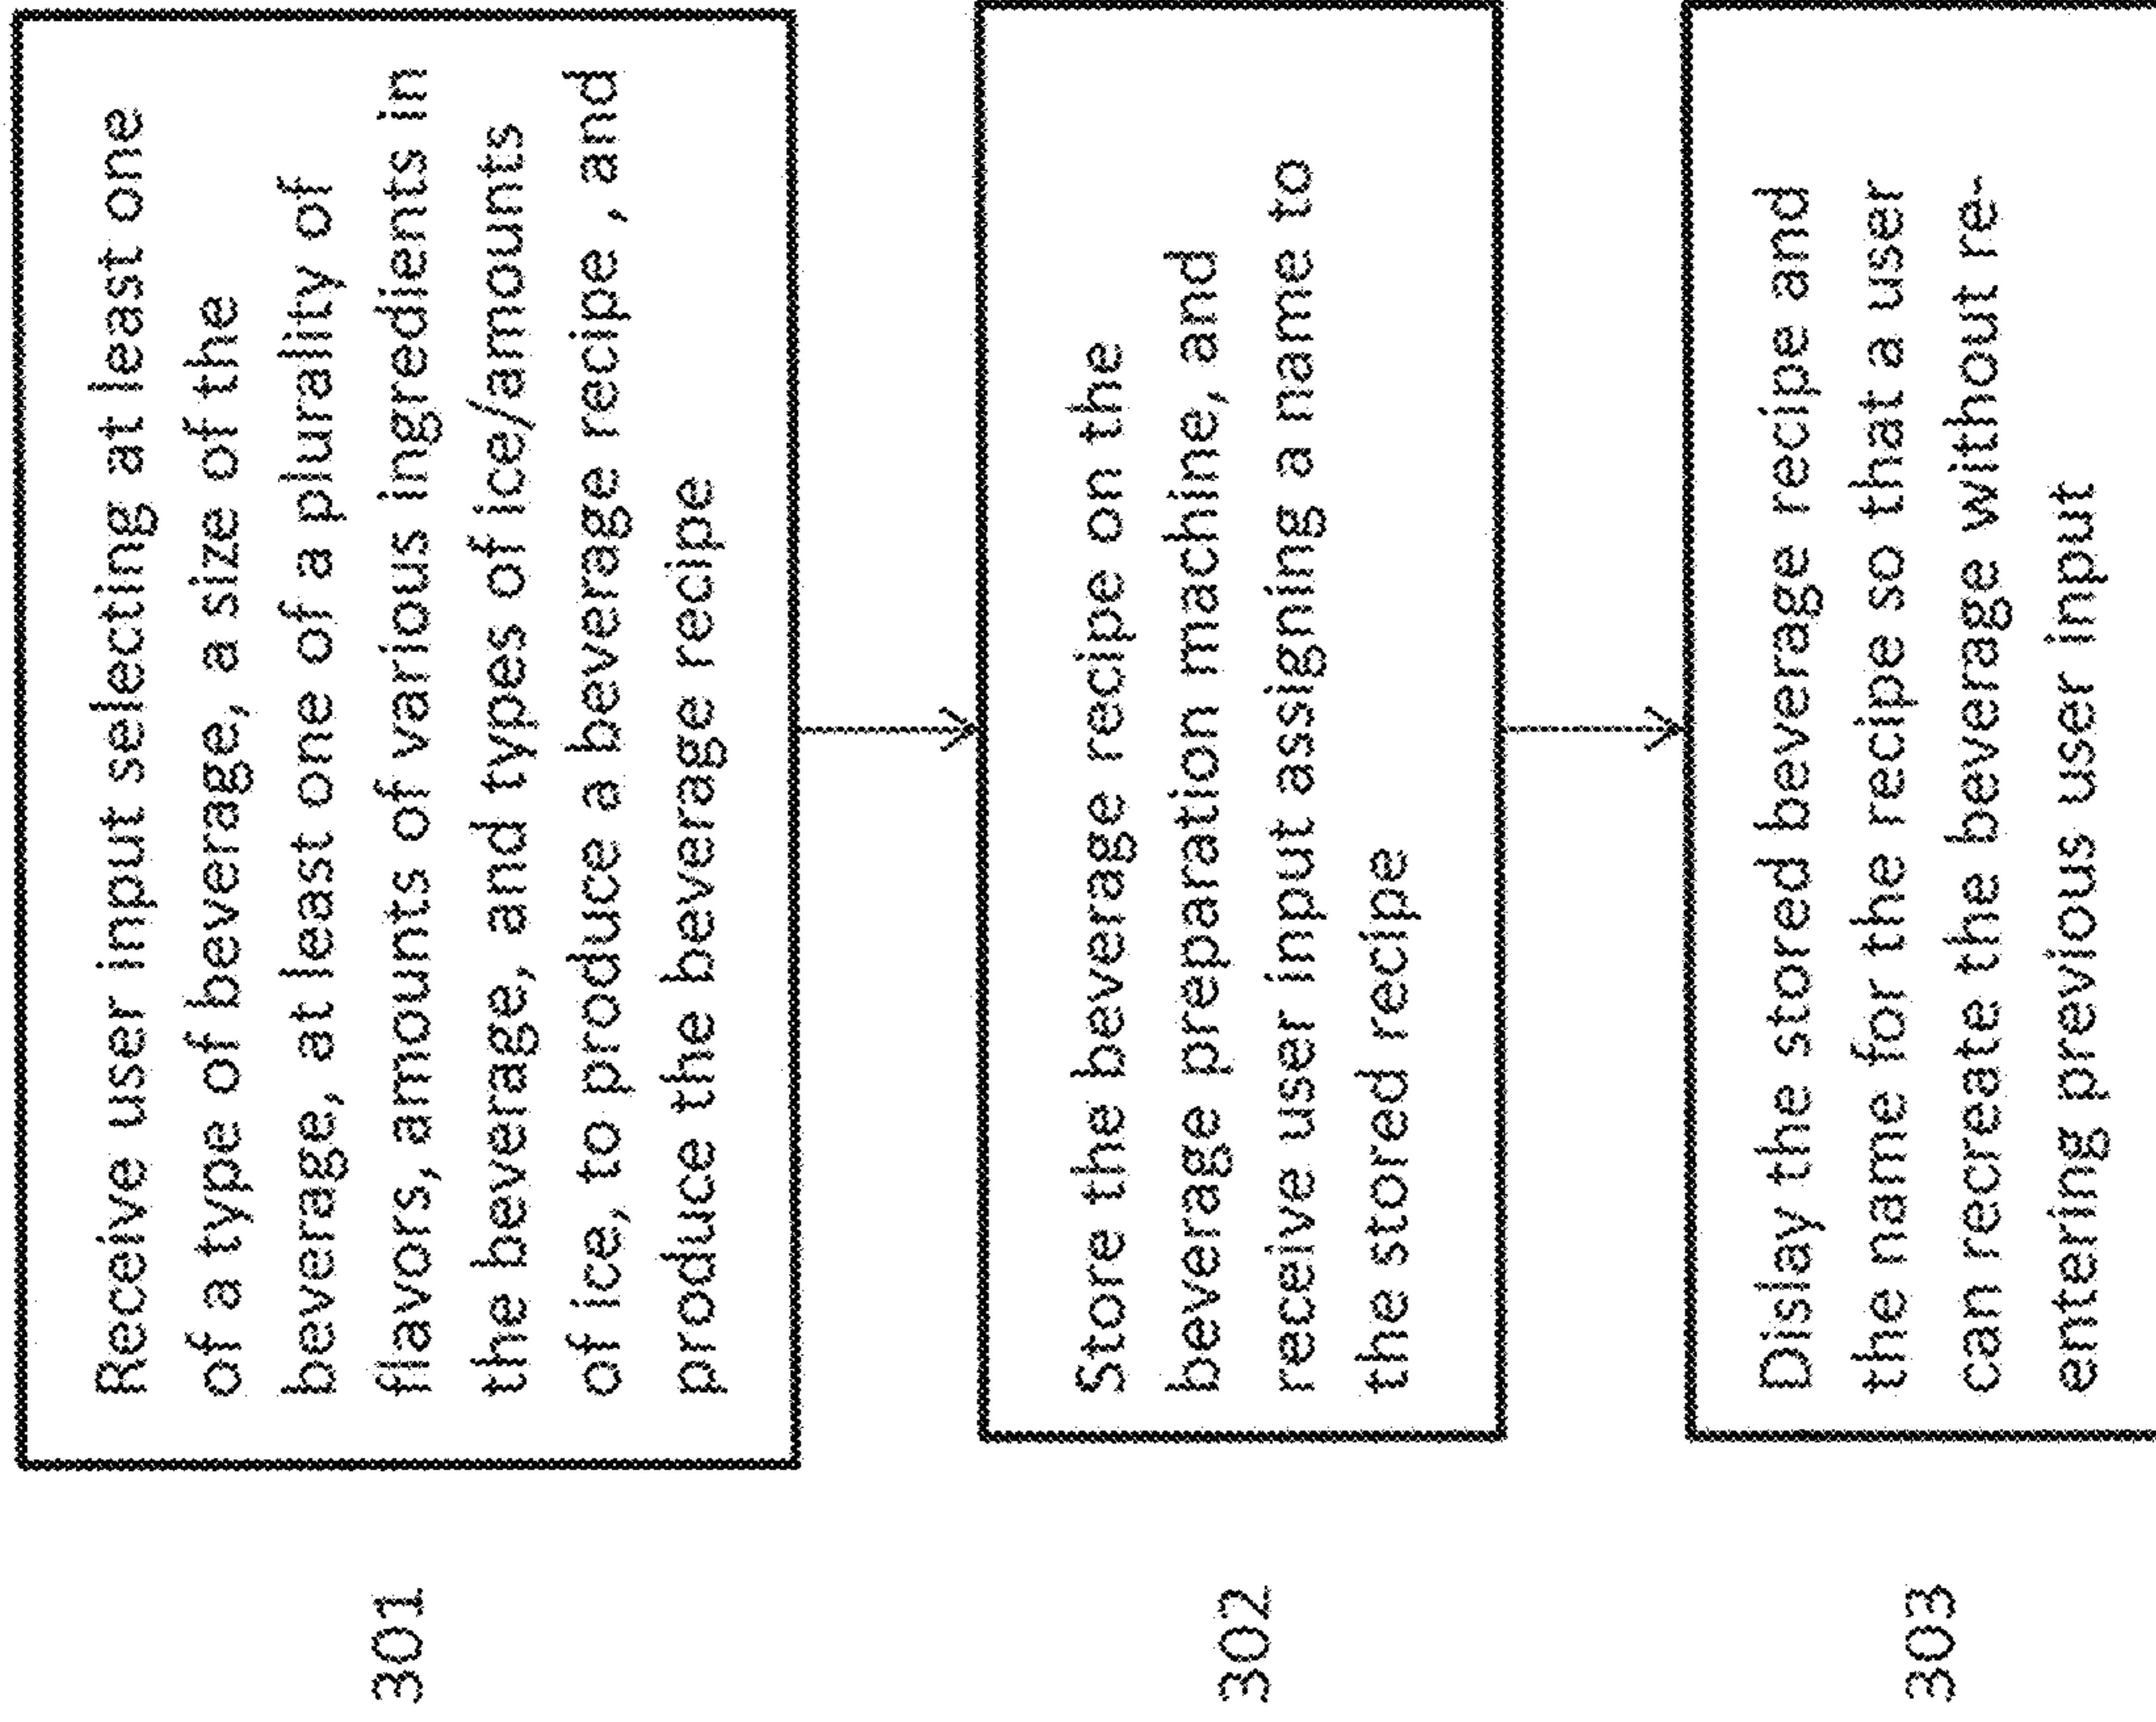 301
Receive user input selecting at least one
of a type of beverage, a size of the
beverage, at least one of a plurality of
flavors, amounts of various ingredients in
the beverage, and types of ice/amounts
of ice, to produce a beverage recipe , and
produce the beverage recipe
302
Store the beverage recipe on the
beverage preparation machine, and
receive user input assigning a name to
the stored recipe
303
Display the stored beverage recipe and
the name for the recipe so that a user
can recreate the beverage without re-
entering previous user input